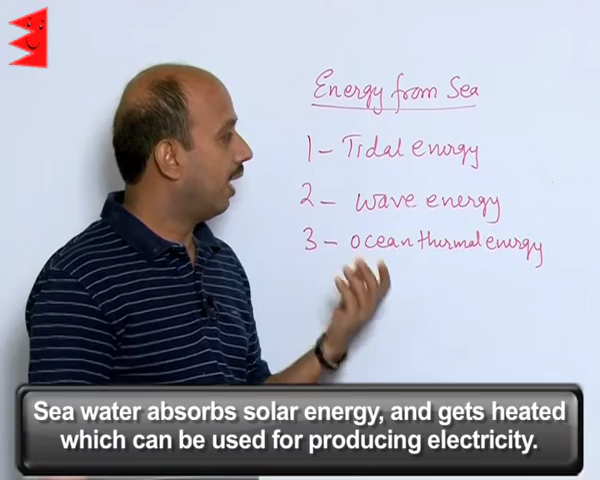 Energy from Sea
1 - Tidal energy
2 - wave energy
3 - ocean thermal energy
Sea water absorbs solar energy, and gets heated
which can be used for producing electricity.